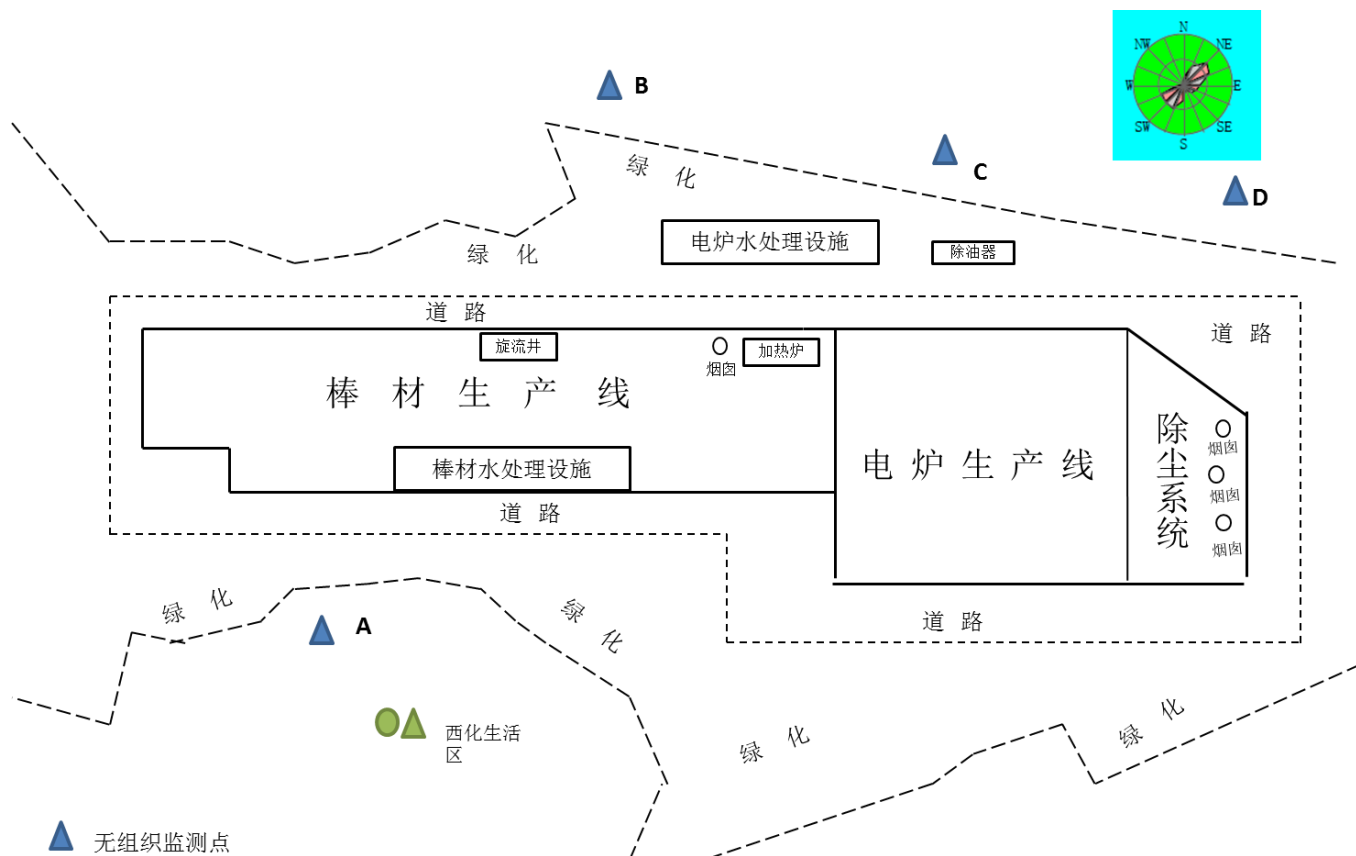 N
NW
NE
W
E
SW
SE
S
B
C
D
绿 化
绿 化
电炉水处理设施
除油器
道 路
道 路
旋流井
烟囱
加热炉
棒 材 生 产 线
棒材水处理设施
电 炉 生 产 线
除尘系统
烟囱
烟囱
烟囱
道 路
道 路
绿 化
绿 化
A
西化生活
区
绿 化
绿 化
无组织监测点